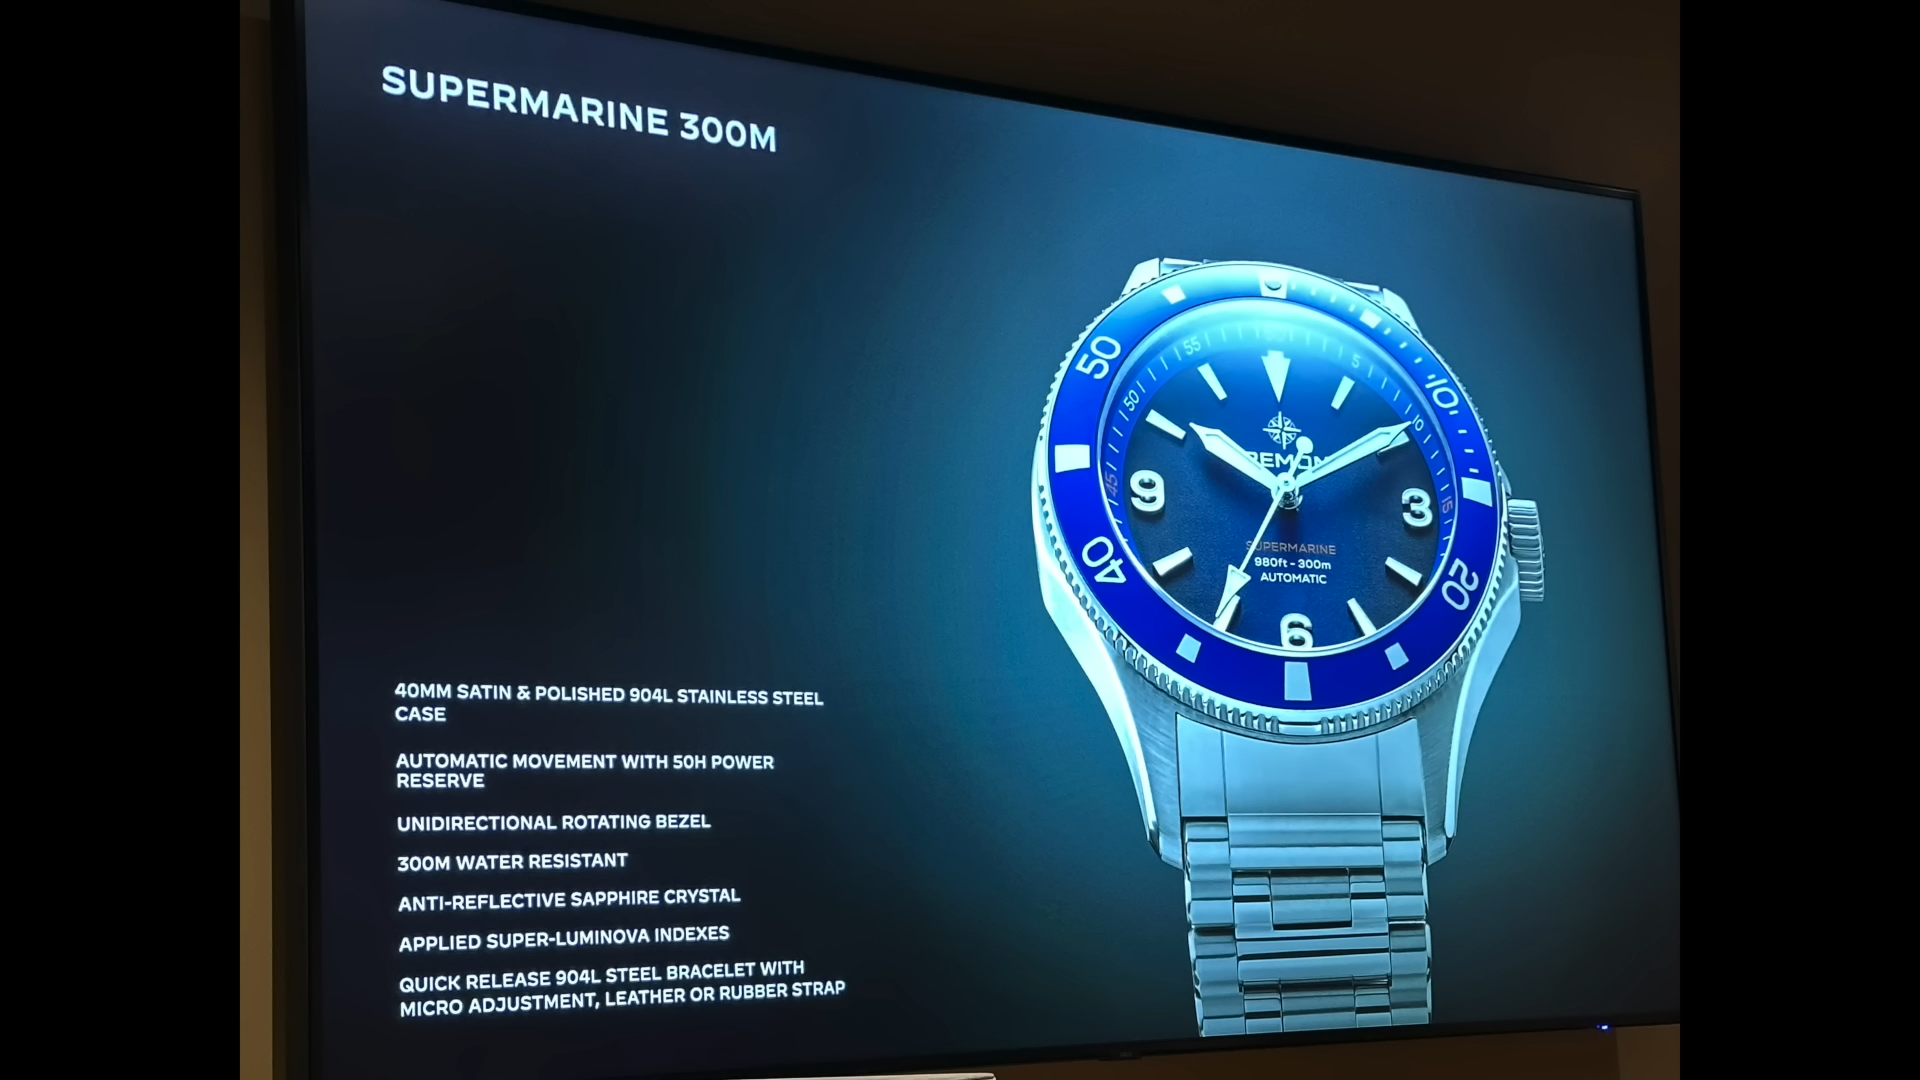 SUPERMARINE 300M
50
10
40
20
55
5
50
10
45
15
9
3
6
SUPERMARINE
980ft - 300m
AUTOMATIC
40MM SATIN & POLISHED 904L STAINLESS STEEL
CASE
AUTOMATIC MOVEMENT WITH 50H POWER
RESERVE
UNIDIRECTIONAL ROTATING BEZEL
300M WATER RESISTANT
ANTI-REFLECTIVE SAPPHIRE CRYSTAL
APPLIED SUPER-LUMINOVA INDEXES
QUICK RELEASE 904L STEEL BRACELET WITH
MICRO ADJUSTMENT, LEATHER OR RUBBER STRAP